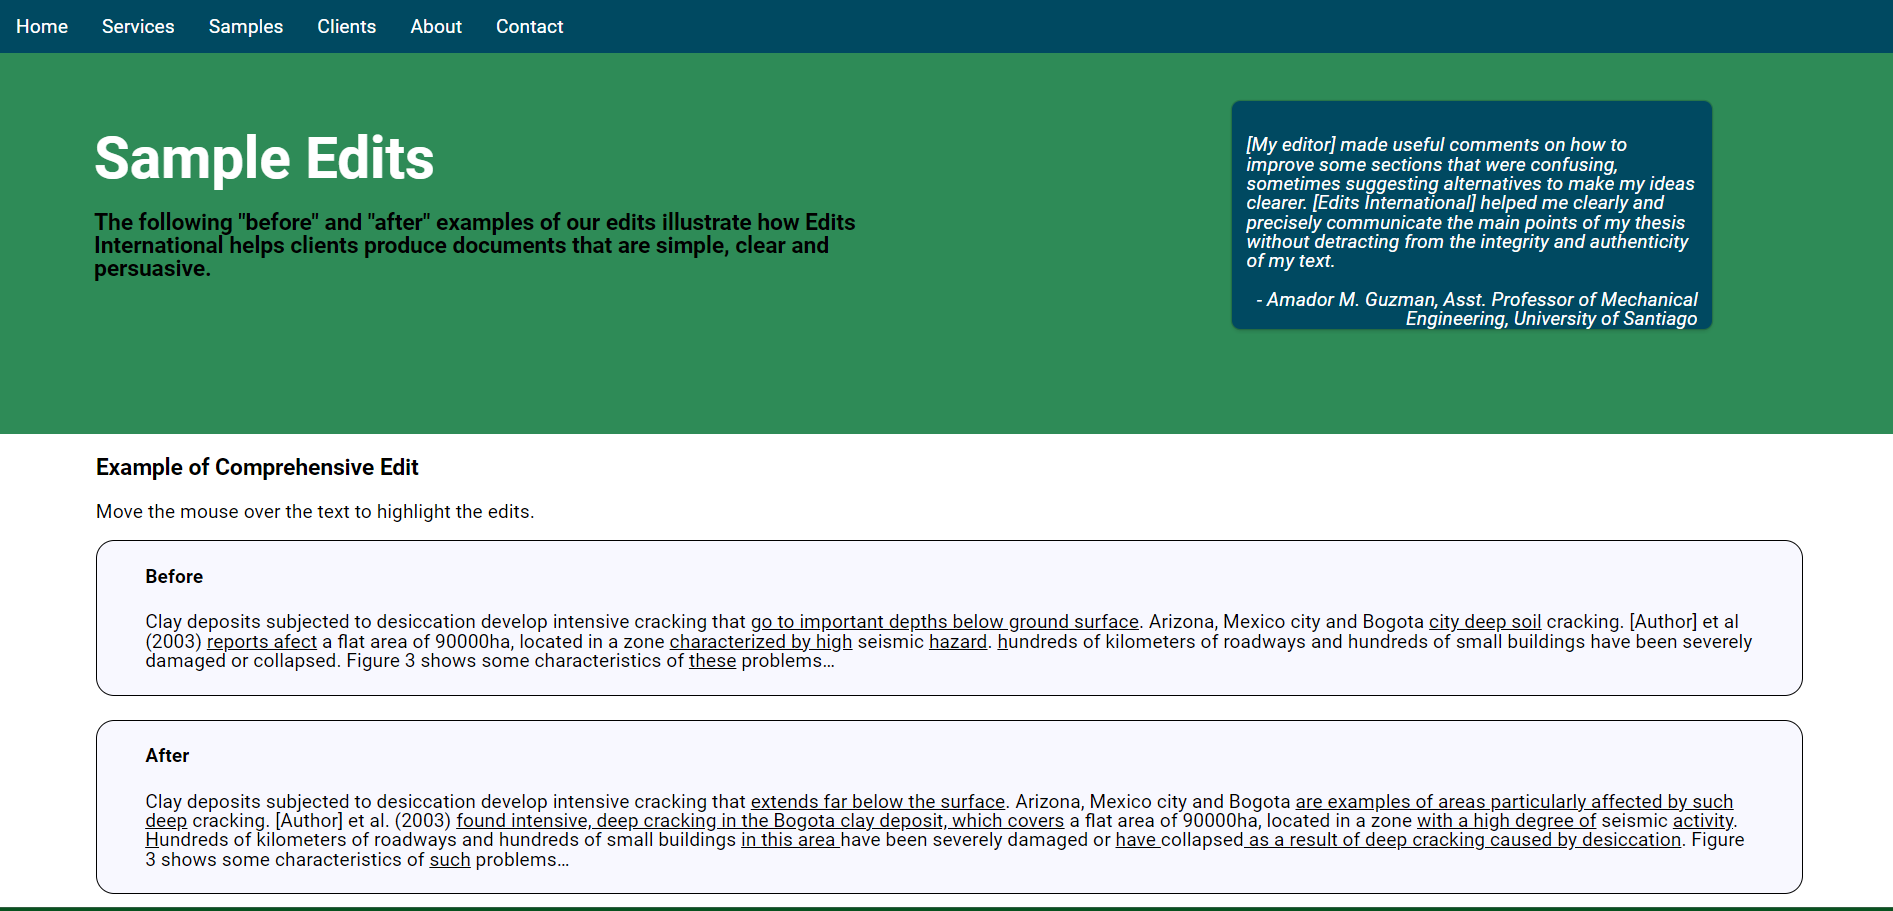 Home Services Samples Clients About Contact
Sample Edits
The following "before" and "after" examples of our edits illustrate how Edits
International helps clients produce documents that are simple, clear and
persuasive.
[My editor] made useful comments on how to
improve some sections that were confusing,
sometimes suggesting alternatives to make my ideas
clearer. [Edits International] helped me clearly and
precisely communicate the main points of my thesis
without detracting from the integrity and authenticity
of my text.
- Amador M. Guzman, Asst. Professor of Mechanical
Engineering, University of Santiago
Example of Comprehensive Edit
Move the mouse over the text to highlight the edits.
Before
Clay deposits subjected to desiccation develop intensive cracking that go to important depths below ground surface. Arizona, Mexico city and Bogota city deep soil cracking. [Author] et al
(2003) reports afect a flat area of 90000ha, located in a zone characterized by high seismic hazard. hundreds of kilometers of roadways and hundreds of small buildings have been severely
damaged or collapsed. Figure 3 shows some characteristics of these problems…
After
Clay deposits subjected to desiccation develop intensive cracking that extends far below the surface. Arizona, Mexico city and Bogota are examples of areas particularly affected by such
deep cracking. [Author] et al. (2003) found intensive, deep cracking in the Bogota clay deposit, which covers a flat area of 90000ha, located in a zone with a high degree of seismic activity.
Hundreds of kilometers of roadways and hundreds of small buildings in this area have been severely damaged or have collapsed as a result of deep cracking caused by desiccation. Figure
3 shows some characteristics of such problems…